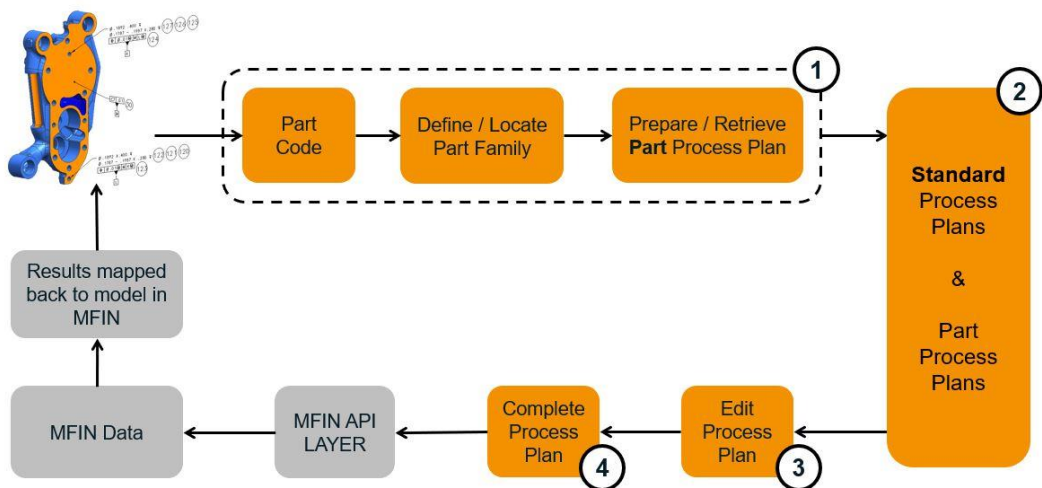 1
2
Part
Code
Define / Locate
Part Family
Prepare / Retrieve
Part Process Plan
Standard
Process
Plans
&
Part
Process
Plans
Results mapped
back to model in
MFIN
MFIN Data
MFIN API
LAYER
Complete
Process
Plan
4
Edit
Process
Plan
3